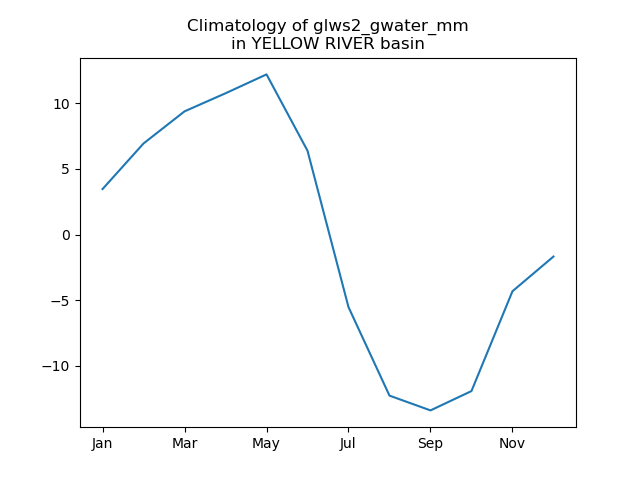 Climatology of glws2_gwater_mm
in YELLOW RIVER basin
10
5
0
−5
−10
Jan Mar May Jul Sep Nov